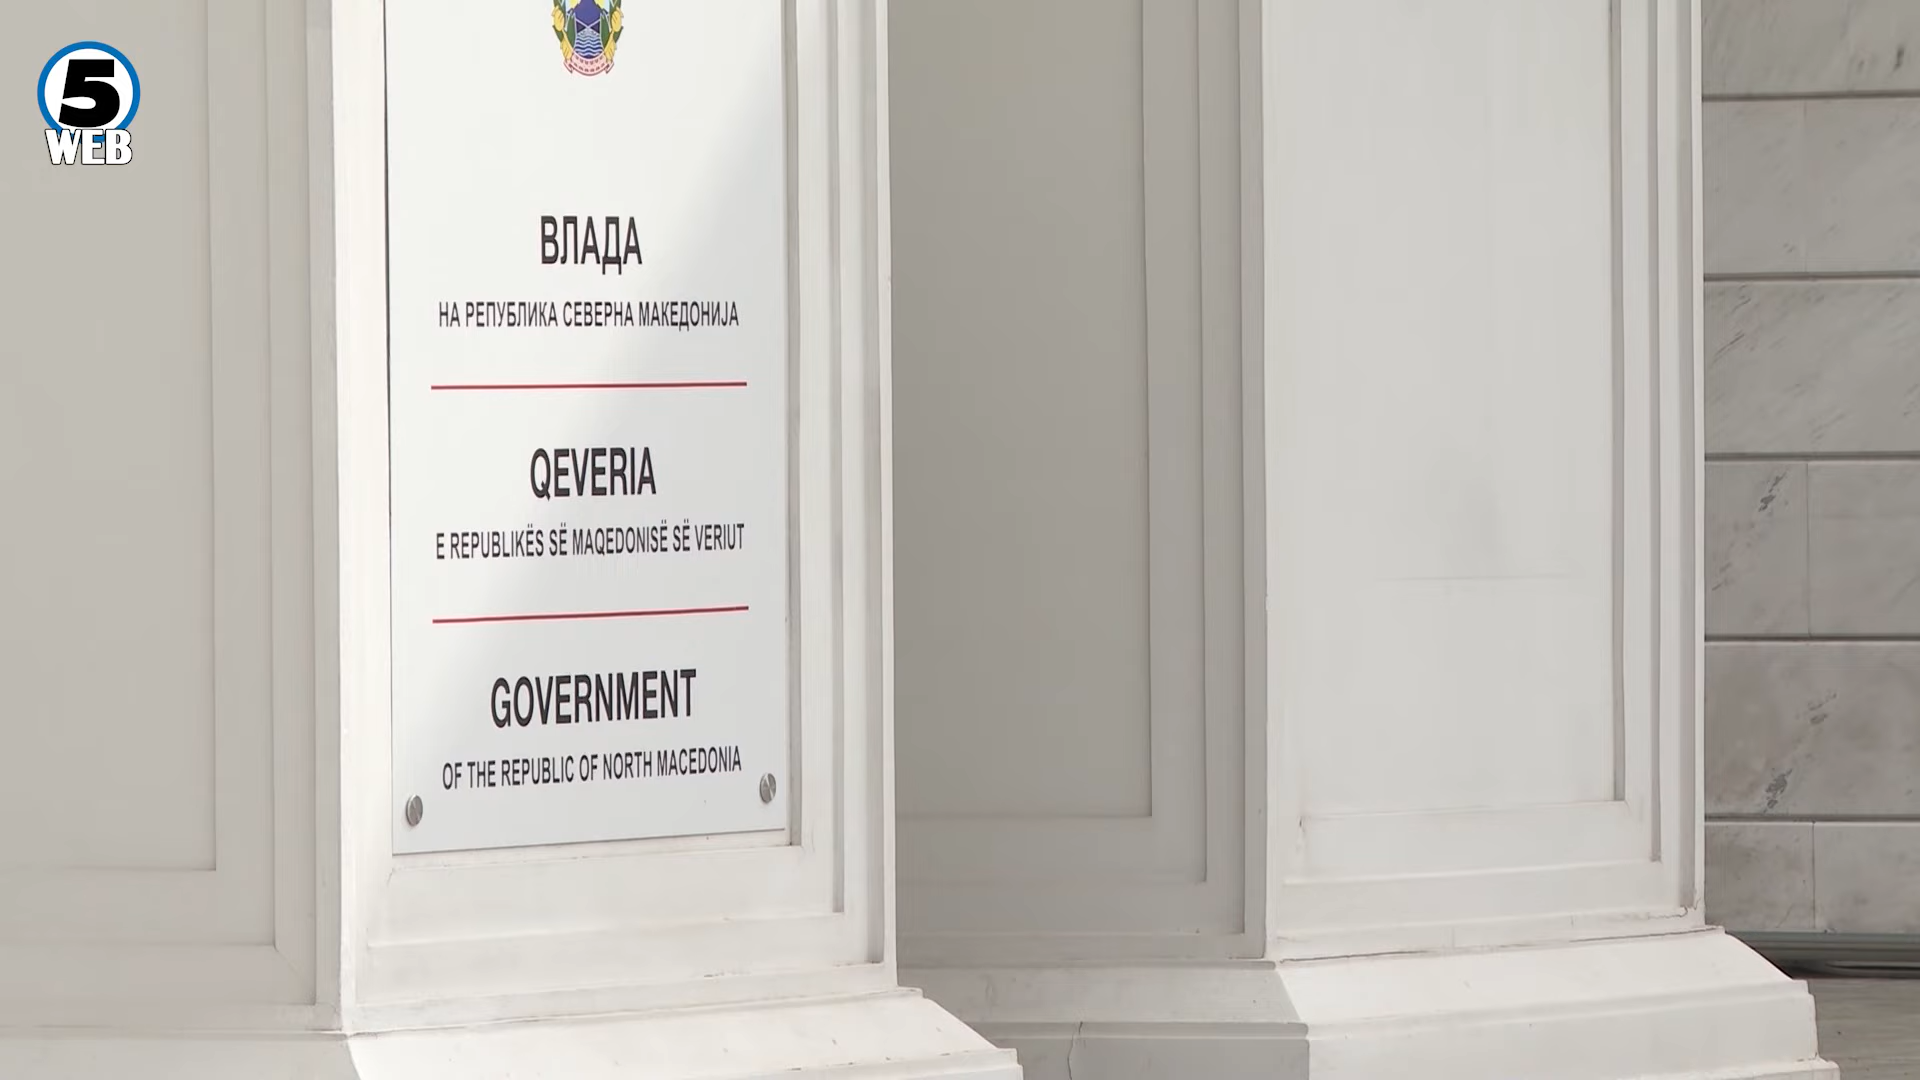 5
WEB
ВЛАДА
НА РЕПУБЛИКА СЕВЕРНА МАКЕДОНИЈА
QEVERIA
E REPUBLIKËS SË MAQEDONISË SË VERIUT
GOVERNMENT
OF THE REPUBLIC OF NORTH MACEDONIA